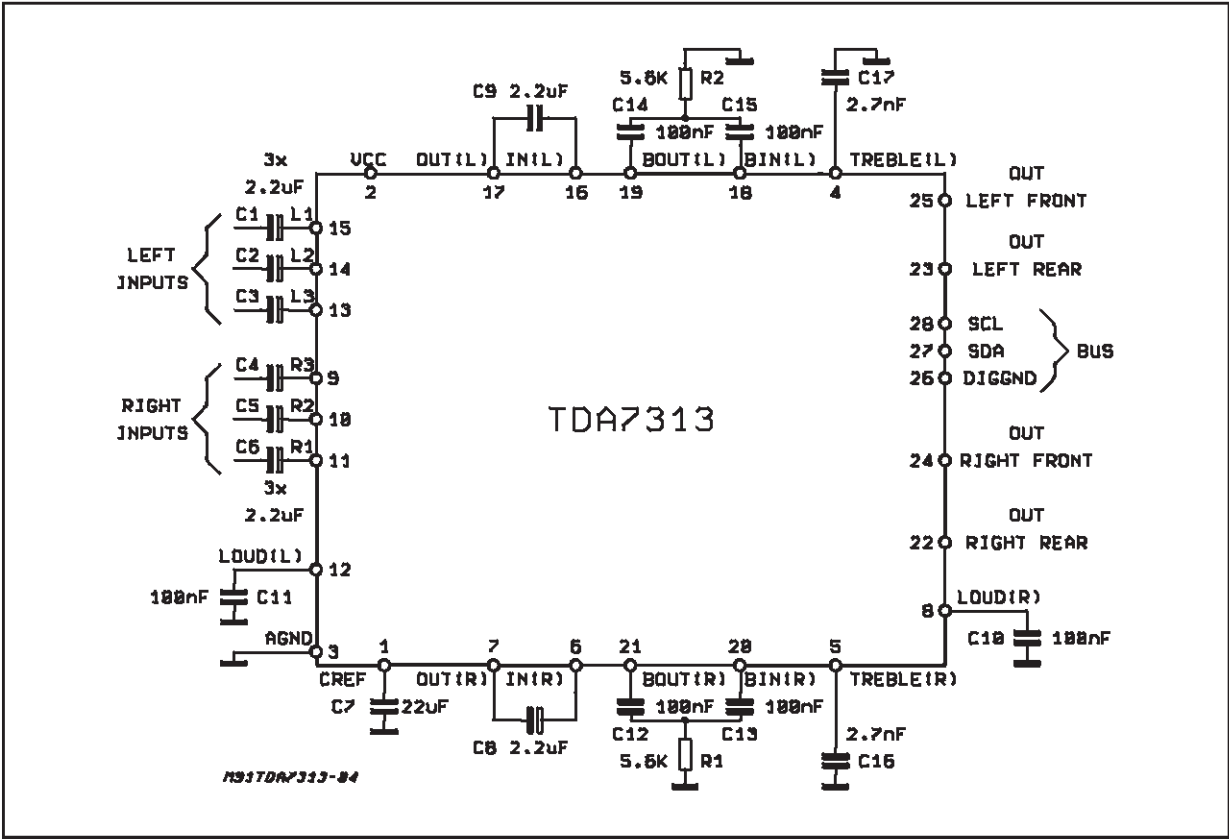 5.6K R2
C17
C9 2.2uF
C14
C15
2.7nF
100nF
100nF
3x
VCC
OUT(L)
IN(L)
BOUT(L)
BIN(L)
TREBLE(L)
2.2uF
2
17
16
19
18
4
OUT
25 LEFT FRONT
C1 L1
15
LEFT
INPUTS
C2 L2
14
OUT
23 LEFT REAR
C3 L3
13
28 SCL
27 SDA
26 DIGGND
BUS
C4 R3
9
RIGHT
INPUTS
C5 R2
10
TDA7313
C6 R1
11
OUT
24 RIGHT FRONT
3x
2.2uF
OUT
22 RIGHT REAR
LOUD(L)
12
100nF C11
8 LOUD(R)
C10 100nF
AGND
3
1
7
6
21
20
5
CREF
OUT(R)
IN(R)
BOUT(R)
BIN(R)
TREBLE(R)
C7 22uF
100nF
100nF
C12
C13
2.7nF
C8 2.2uF
5.6K R1
C16
M91TDA7313-04